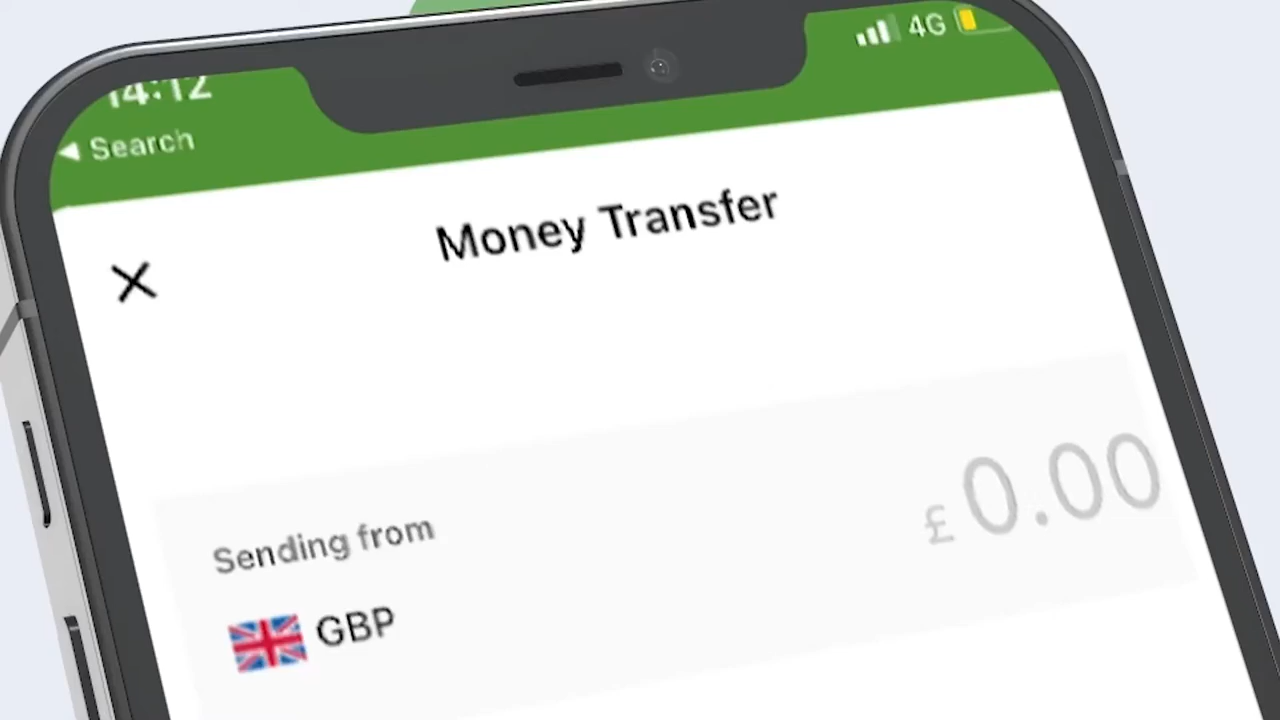 14:12
4G
◀ Search
Money Transfer
£ 0.00
Sending from
GBP